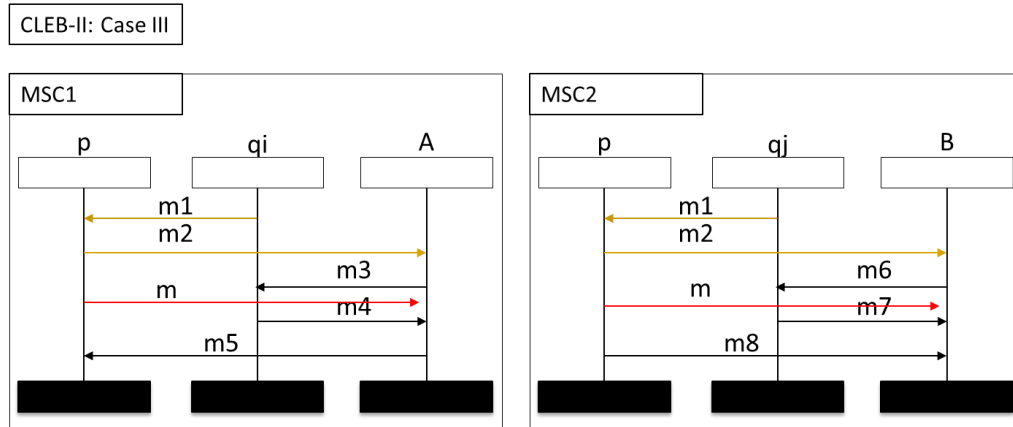 CLEB-II: Case III
MSC1
p qi A
m1
m2
m3
m
m4
m5
MSC2
p qj B
m1
m2
m6
m
m7
m8